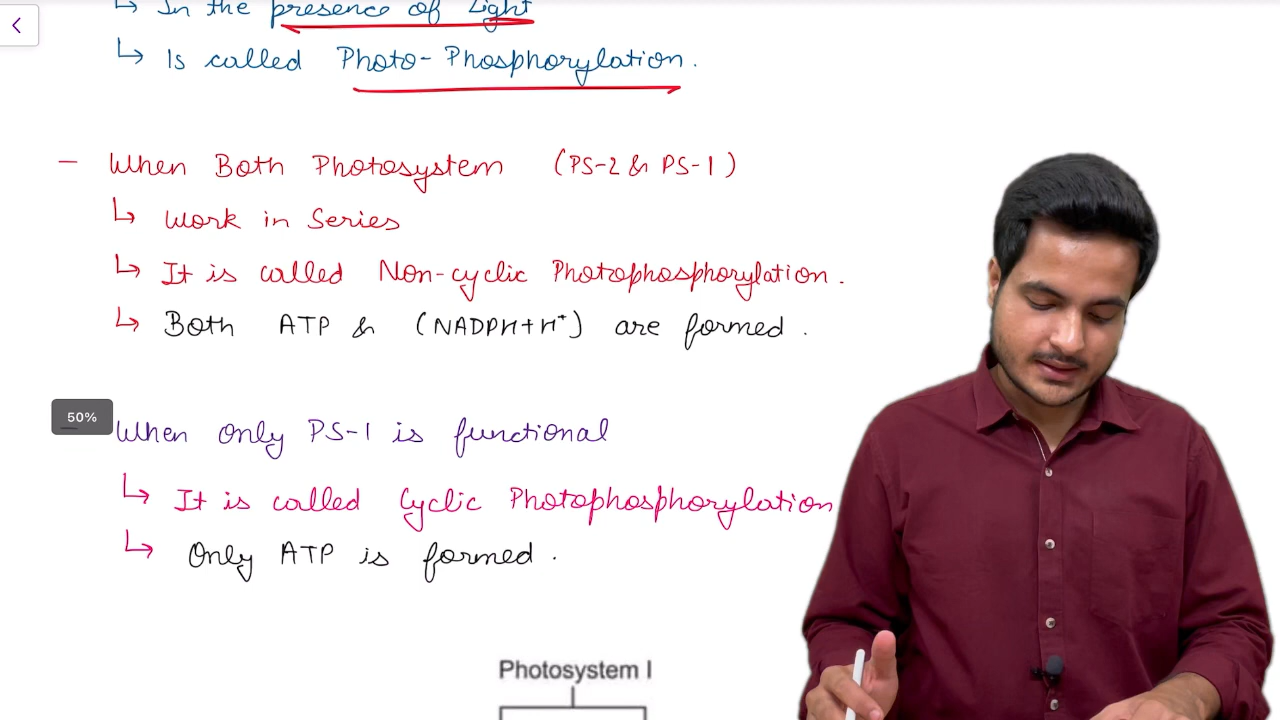 ↳ In the presence of Light
↳ Is called Photo-Phosphorylation.
– When Both Photosystem (PS-2 & PS-1)
↳ Work in Series
↳ It is called Non-cyclic Photophosphorylation.
↳ Both ATP & (NADPH+H⁺) are formed.
50%
When only PS-1 is functional
↳ It is called Cyclic Photophosphorylation
↳ Only ATP is formed.
Photosystem I